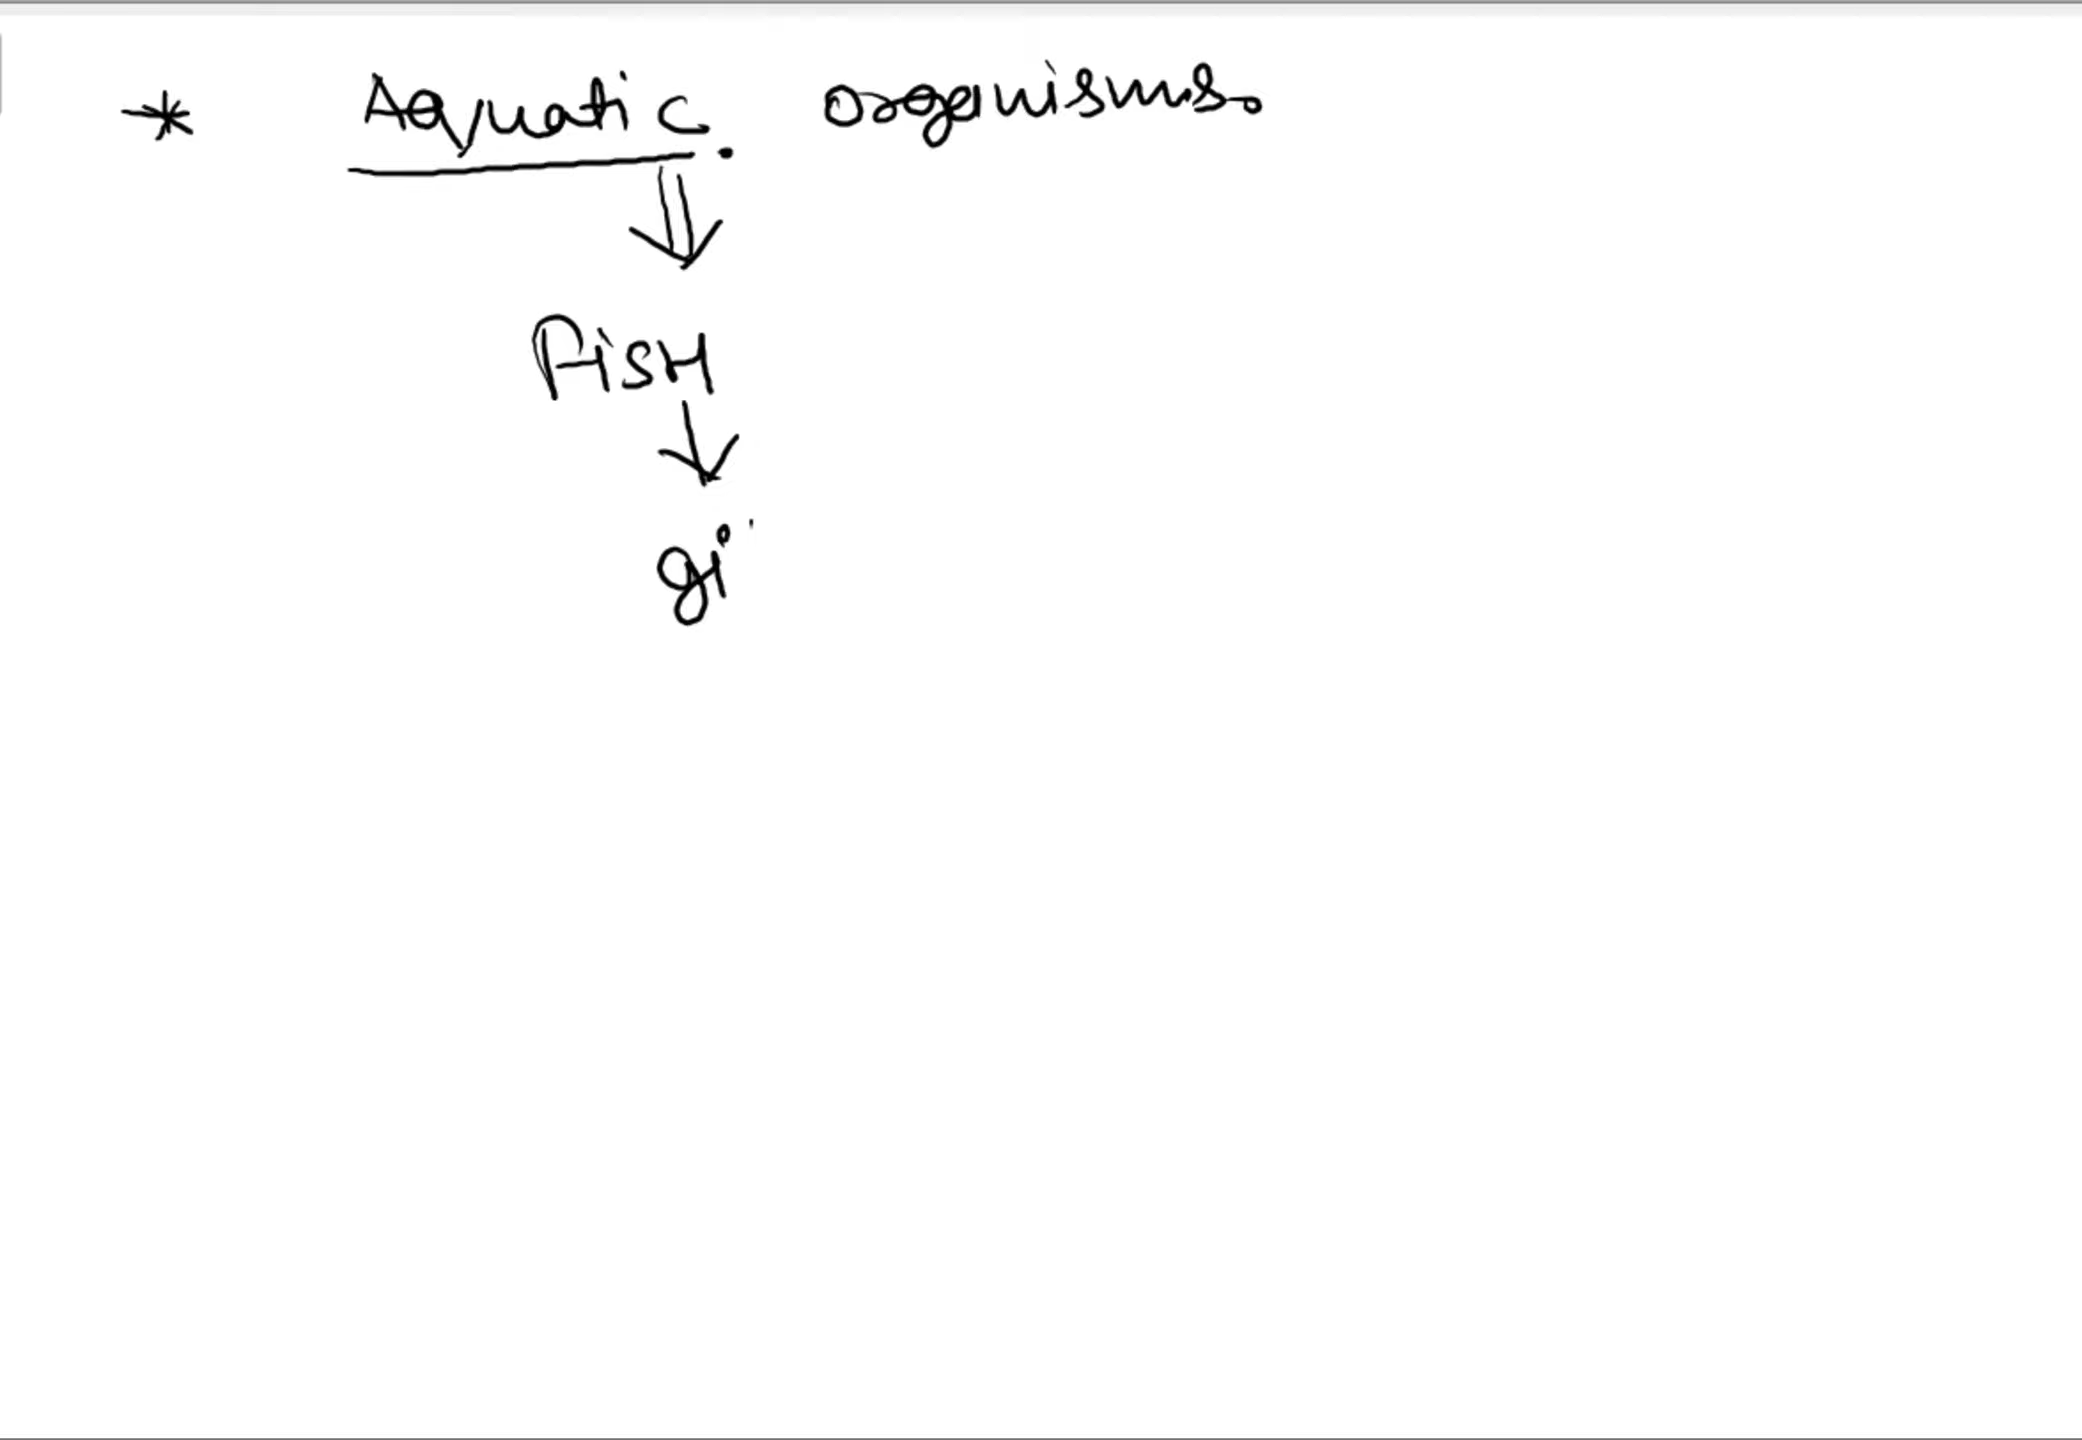 * Aquatic. organisms.
⇓
FisH
↓
gi